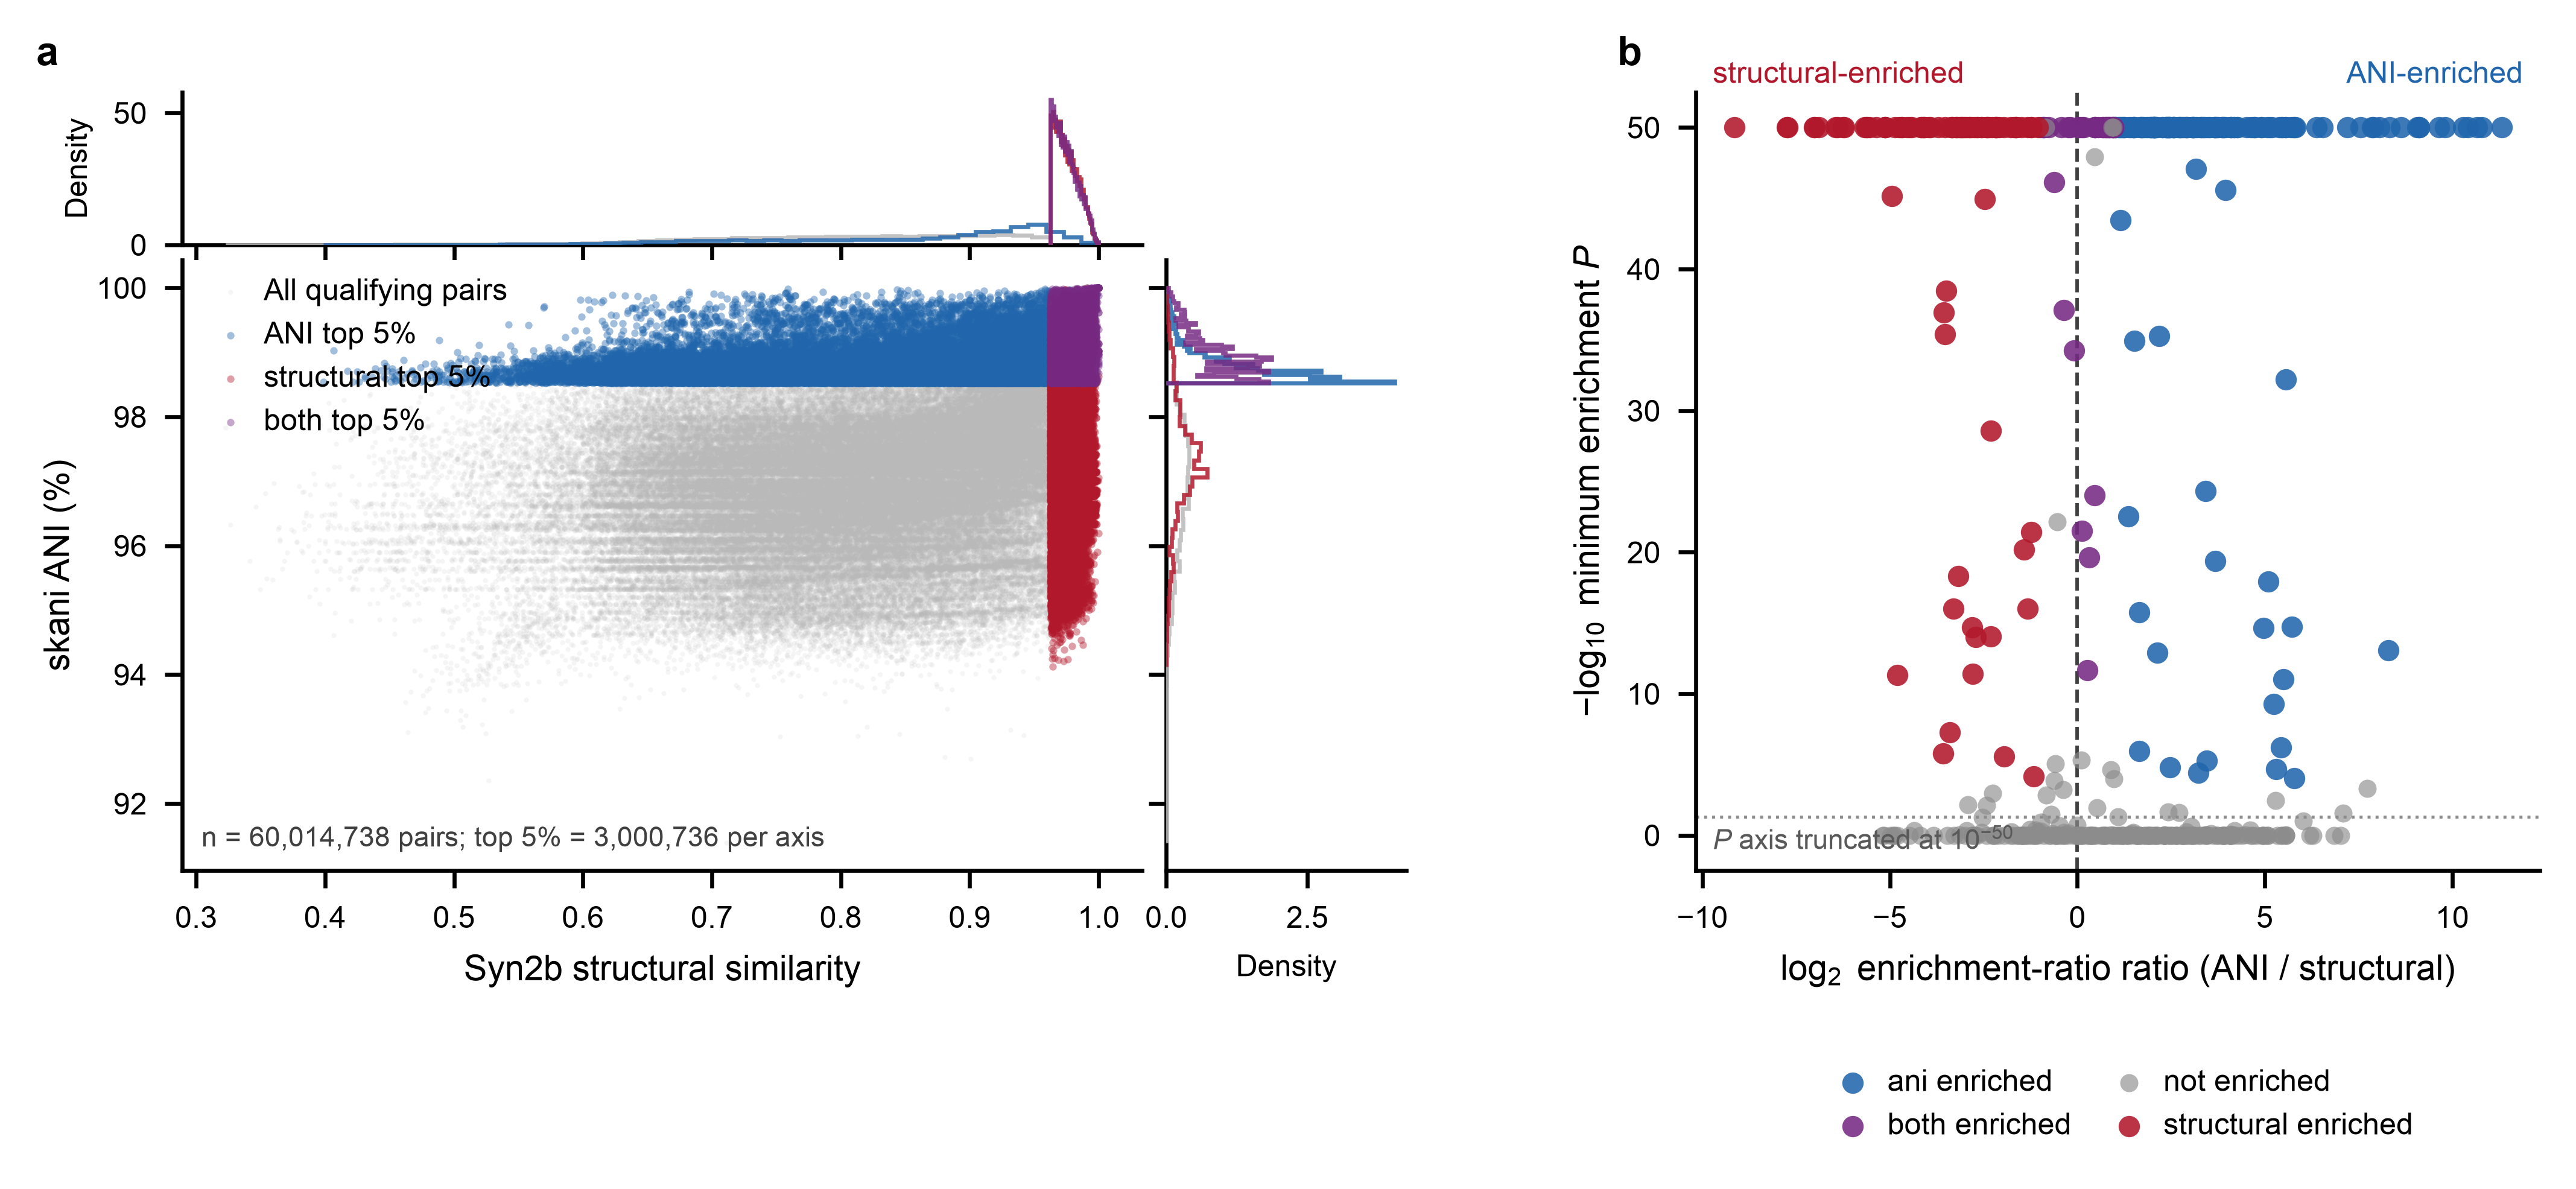 a
Density
50
0
All qualifying pairs
ANI top 5%
structural top 5%
both top 5%
skani ANI (%)
100
98
96
94
92
n = 60,014,738 pairs; top 5% = 3,000,736 per axis
0.3 0.4 0.5 0.6 0.7 0.8 0.9 1.0
Syn2b structural similarity
0.0 2.5
Density
b
structural-enriched ANI-enriched
−log₁₀ minimum enrichment P
50
40
30
20
10
0
P axis truncated at 10⁻⁵⁰
−10 −5 0 5 10
log₂ enrichment-ratio ratio (ANI / structural)
ani enriched not enriched
both enriched structural enriched